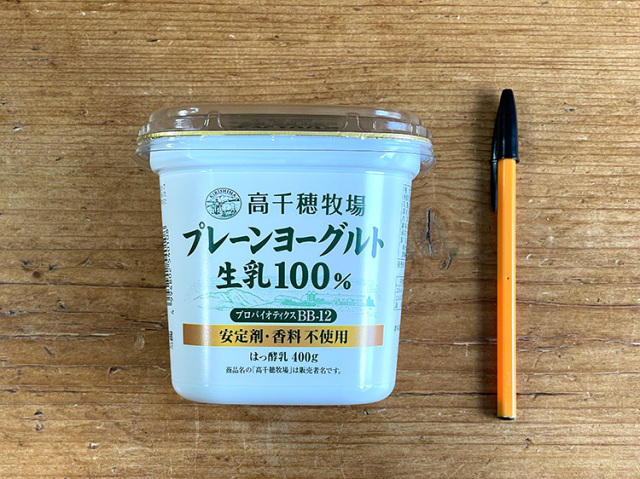 KIRISHIMA
高千穂牧場
プレーンヨーグルト
生乳100%
プロバイオティクスBB-12
安定剤・香料 不使用
はっ酵乳 400g
商品名の「高千穂牧場」は販売者名です。